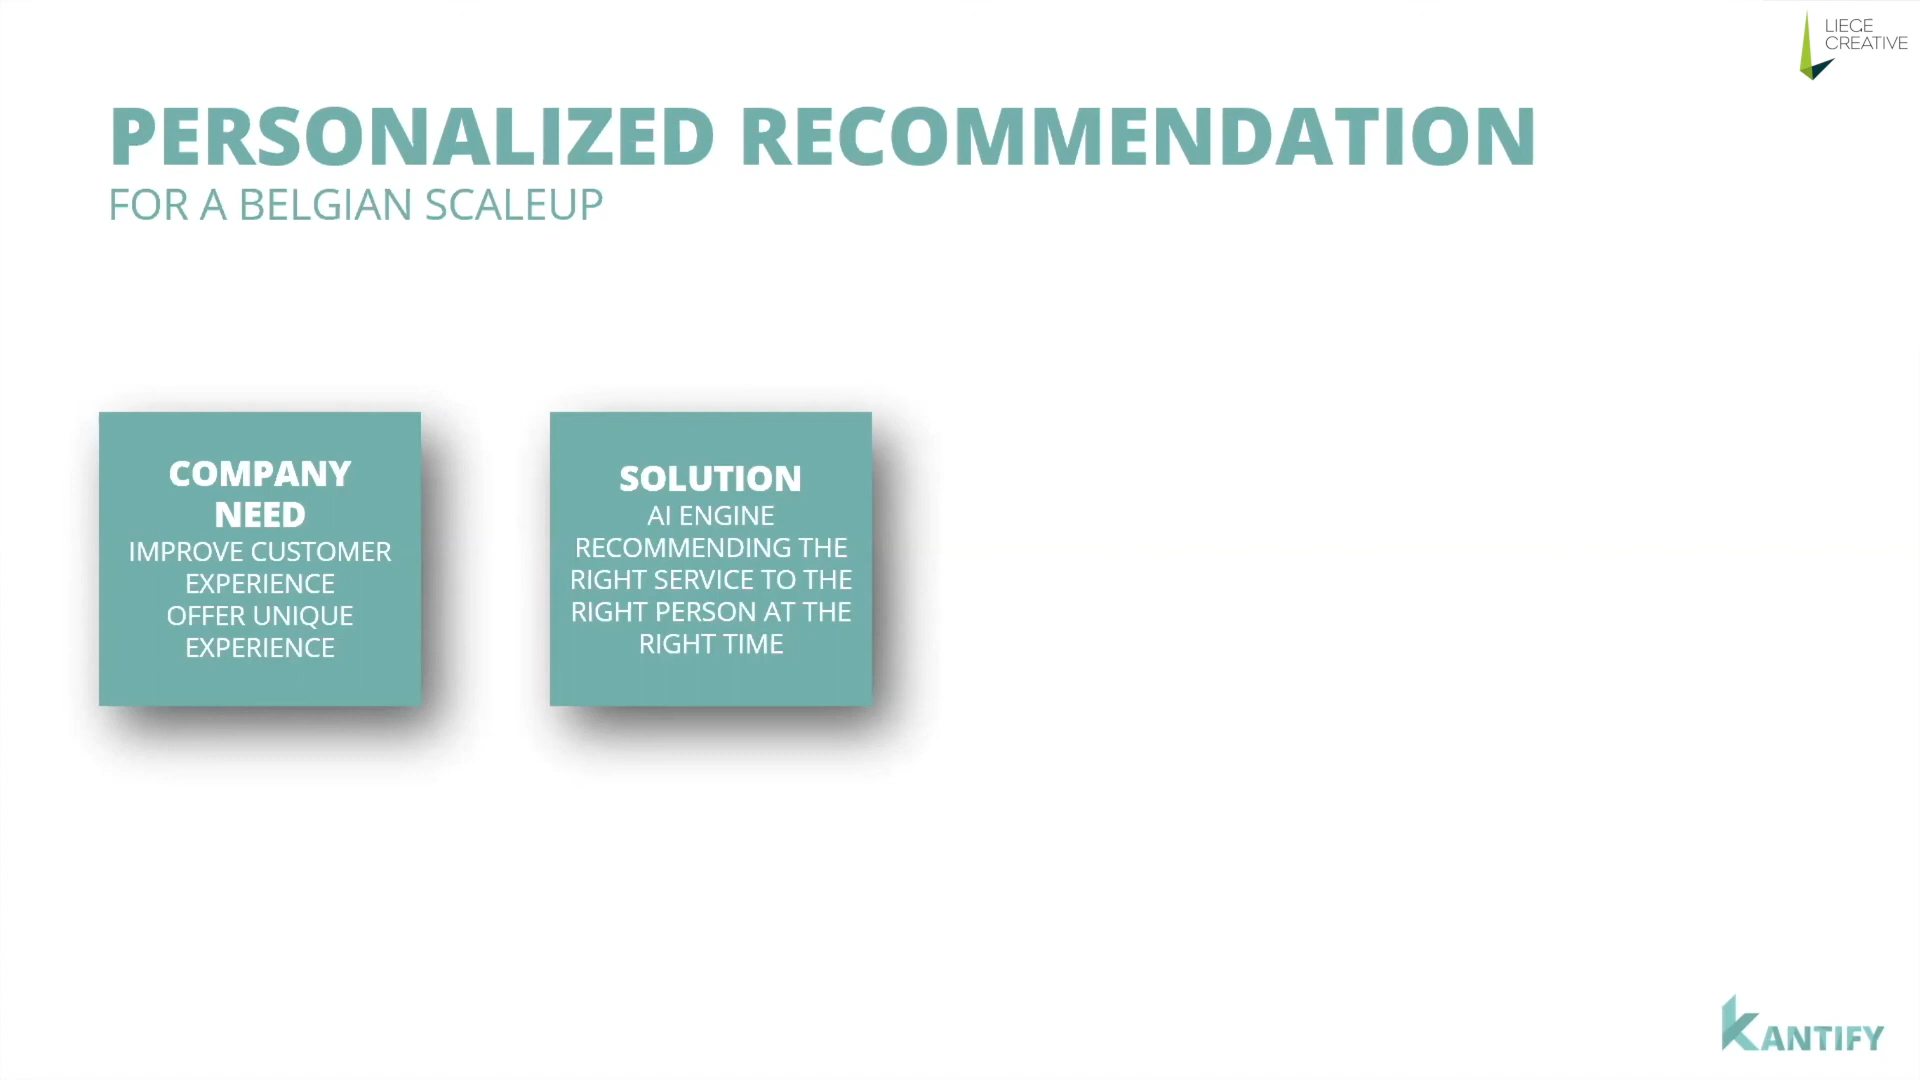 LIEGE
CREATIVE
PERSONALIZED RECOMMENDATION
FOR A BELGIAN SCALEUP
COMPANY
NEED
IMPROVE CUSTOMER
EXPERIENCE
OFFER UNIQUE
EXPERIENCE
SOLUTION
AI ENGINE
RECOMMENDING THE
RIGHT SERVICE TO THE
RIGHT PERSON AT THE
RIGHT TIME
KANTIFY